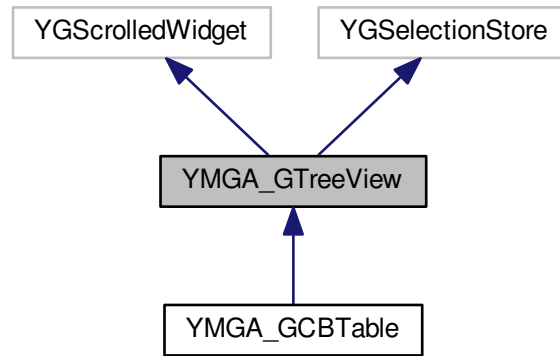 YGScrolledWidget
YGSelectionStore
YMGA_GTreeView
YMGA_GCBTable